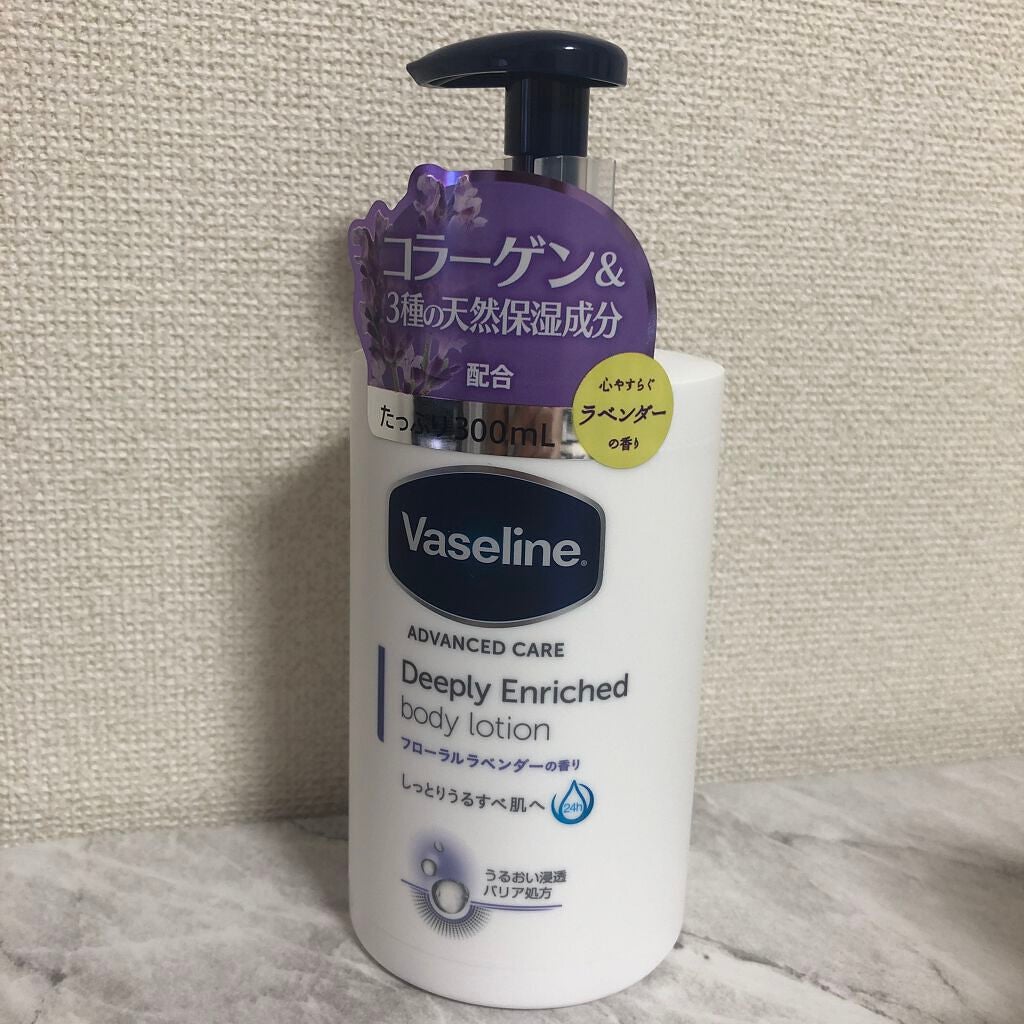 コラーゲン&
3種の天然保湿成分
配合
たっぷり300mL
心やすらぐ
ラベンダー
の香り
Vaseline®
ADVANCED CARE
Deeply Enriched
body lotion
フローラルラベンダーの香り
しっとりうるすべ肌へ
24h
うるおい浸透
バリア処方